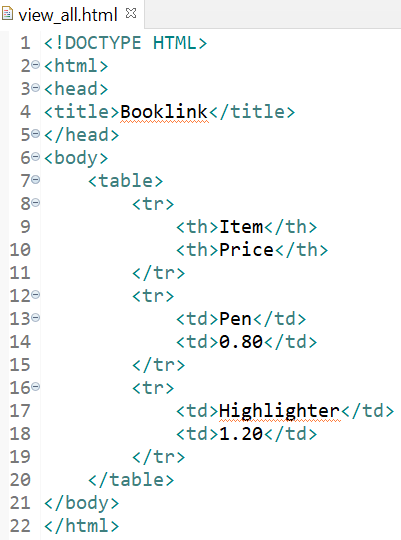 view_all.html
1 <!DOCTYPE HTML>
2 <html>
3 <head>
4 <title>Booklink</title>
5 </head>
6 <body>
7     <table>
8         <tr>
9             <th>Item</th>
10             <th>Price</th>
11         </tr>
12         <tr>
13             <td>Pen</td>
14             <td>0.80</td>
15         </tr>
16         <tr>
17             <td>Highlighter</td>
18             <td>1.20</td>
19         </tr>
20     </table>
21 </body>
22 </html>